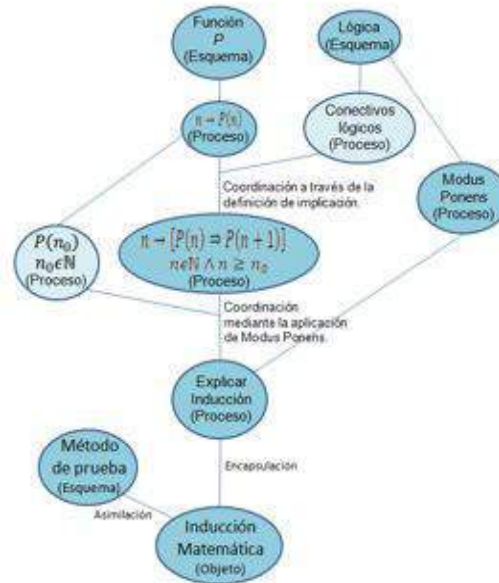 Función
P
(Esquema)
Lógica
(Esquema)
n → P(n)
(Proceso)
Conectivos
lógicos
(Proceso)
Coordinación a través de la
definición de implicación.
Modus
Ponens
(Proceso)
P(n₀)
n₀ϵℕ
(Proceso)
n → [P(n) ⇒ P(n + 1)]
nϵℕ ∧ n ≥ n₀
(Proceso)
Coordinación
mediante la aplicación
de Modus Ponens.
Explicar
Inducción
(Proceso)
Método
de prueba
(Esquema)
Encapsulación
Asimilación
Inducción
Matemática
(Objeto)